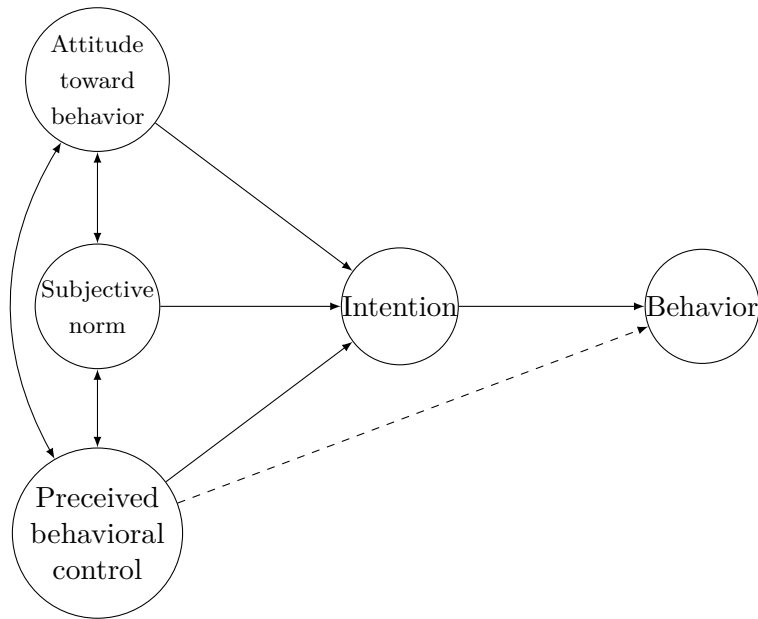 Attitude
toward
behavior
Subjective
norm
Intention
Behavior
Preceived
behavioral
control